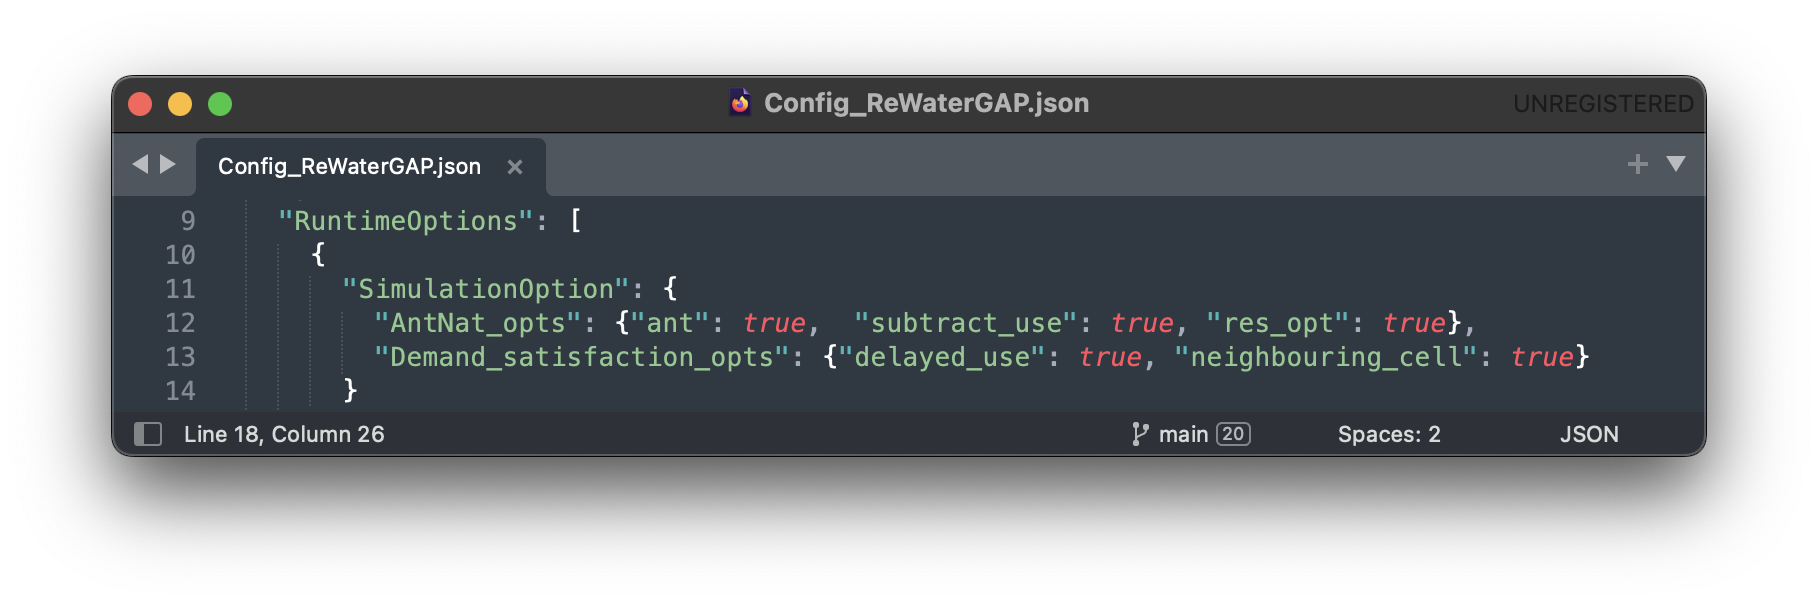 Config_ReWaterGAP.json
UNREGISTERED
Config_ReWaterGAP.json ×
9 "RuntimeOptions": [
10 {
11 "SimulationOption": {
12 "AntNat_opts": {"ant": true,  "subtract_use": true, "res_opt": true},
13 "Demand_satisfaction_opts": {"delayed_use": true, "neighbouring_cell": true}
14 }
Line 18, Column 26 main 20 Spaces: 2 JSON